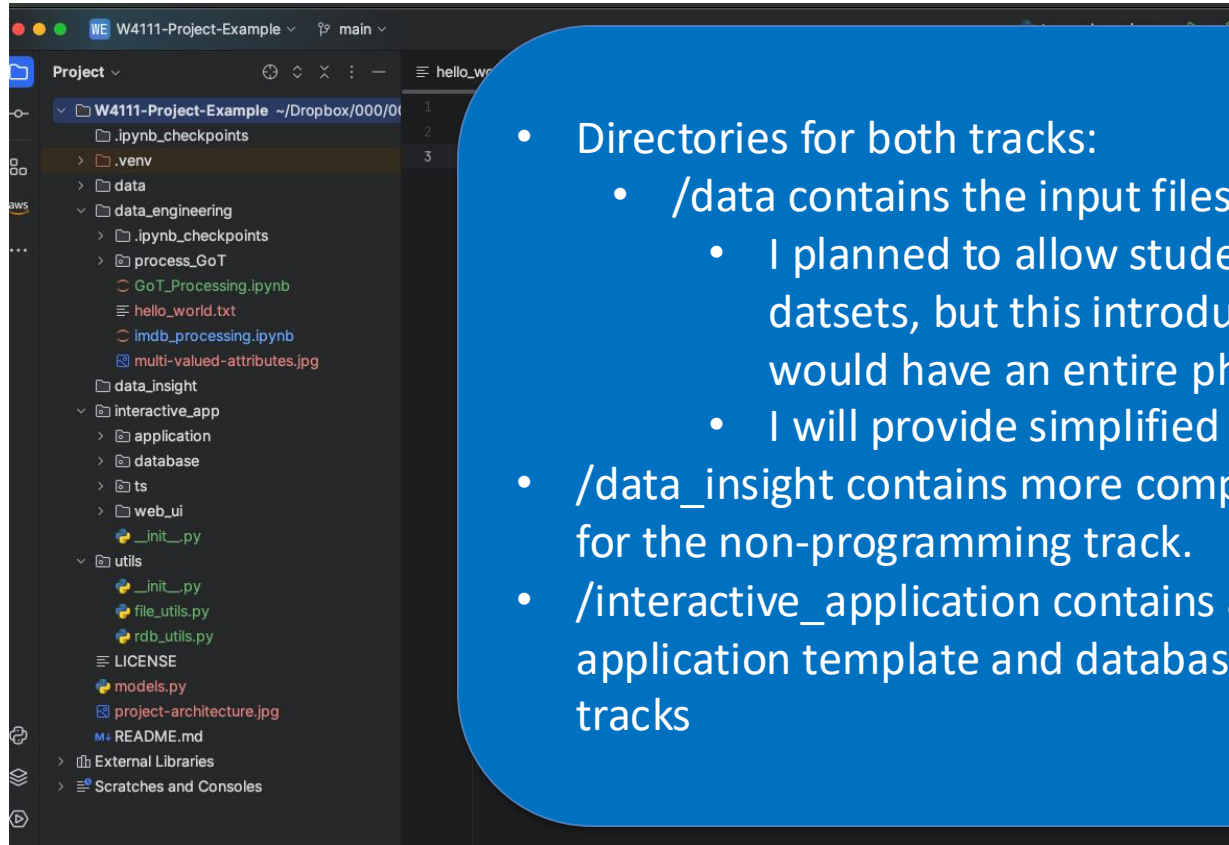 WE W4111-Project-Example main
Project
hello_wo
W4111-Project-Example ~/Dropbox/000/00
.ipynb_checkpoints
.venv
data
data_engineering
.ipynb_checkpoints
process_GoT
GoT_Processing.ipynb
hello_world.txt
imdb_processing.ipynb
multi-valued-attributes.jpg
data_insight
interactive_app
application
database
ts
web_ui
__init__.py
utils
__init__.py
file_utils.py
rdb_utils.py
LICENSE
models.py
project-architecture.jpg
M↓ README.md
External Libraries
Scratches and Consoles
aws
1
2
3
• Directories for both tracks:
• /data contains the input files
• I planned to allow stude
datsets, but this introdu
would have an entire ph
• I will provide simplified
• /data_insight contains more comp
for the non-programming track.
• /interactive_application contains
application template and databas
tracks